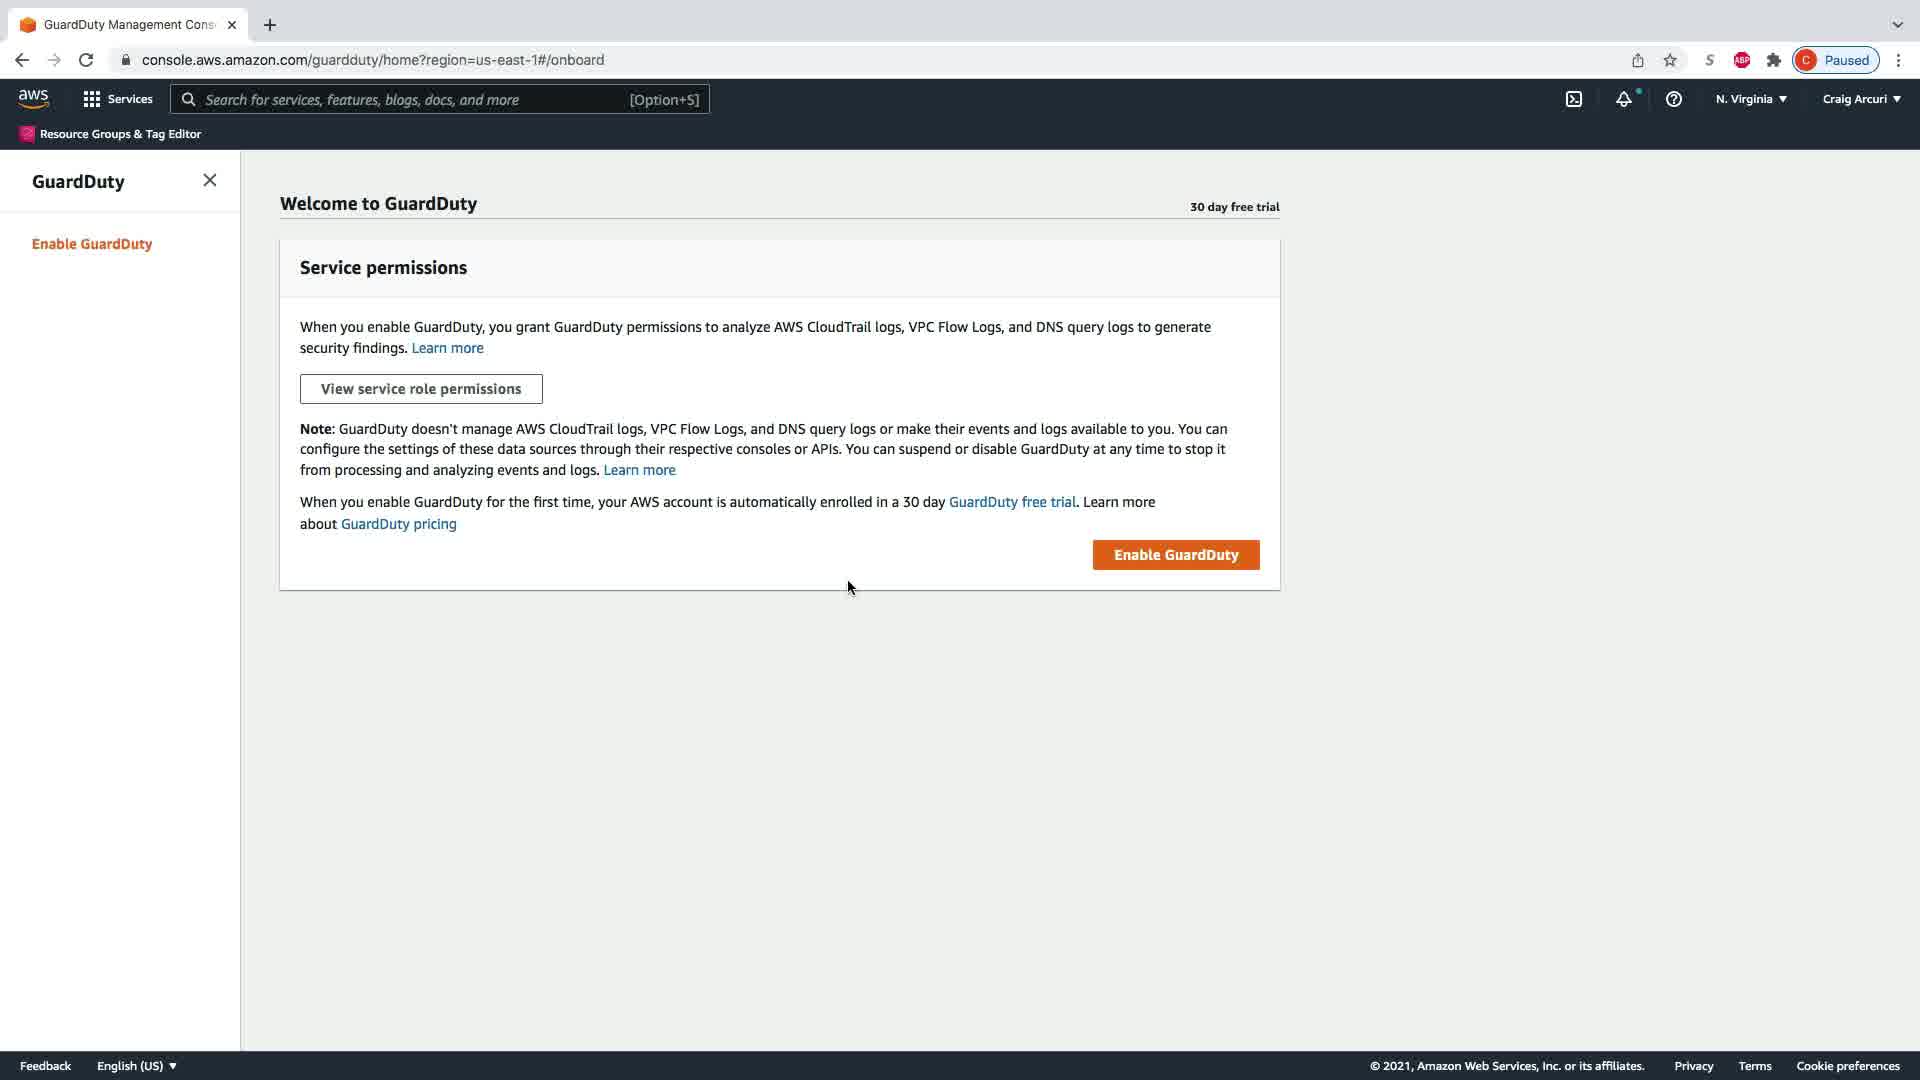 GuardDuty Management Cons
console.aws.amazon.com/guardduty/home?region=us-east-1#/onboard
S
ABP
C
Paused
aws
Services
Search for services, features, blogs, docs, and more
[Option+S]
N. Virginia
Craig Arcuri
Resource Groups & Tag Editor
GuardDuty
Enable GuardDuty
Welcome to GuardDuty
30 day free trial
Service permissions
When you enable GuardDuty, you grant GuardDuty permissions to analyze AWS CloudTrail logs, VPC Flow Logs, and DNS query logs to generate
security findings. Learn more
View service role permissions
Note: GuardDuty doesn't manage AWS CloudTrail logs, VPC Flow Logs, and DNS query logs or make their events and logs available to you. You can
configure the settings of these data sources through their respective consoles or APIs. You can suspend or disable GuardDuty at any time to stop it
from processing and analyzing events and logs. Learn more
When you enable GuardDuty for the first time, your AWS account is automatically enrolled in a 30 day GuardDuty free trial. Learn more
about GuardDuty pricing
Enable GuardDuty
Feedback
English (US)
© 2021, Amazon Web Services, Inc. or its affiliates.
Privacy
Terms
Cookie preferences